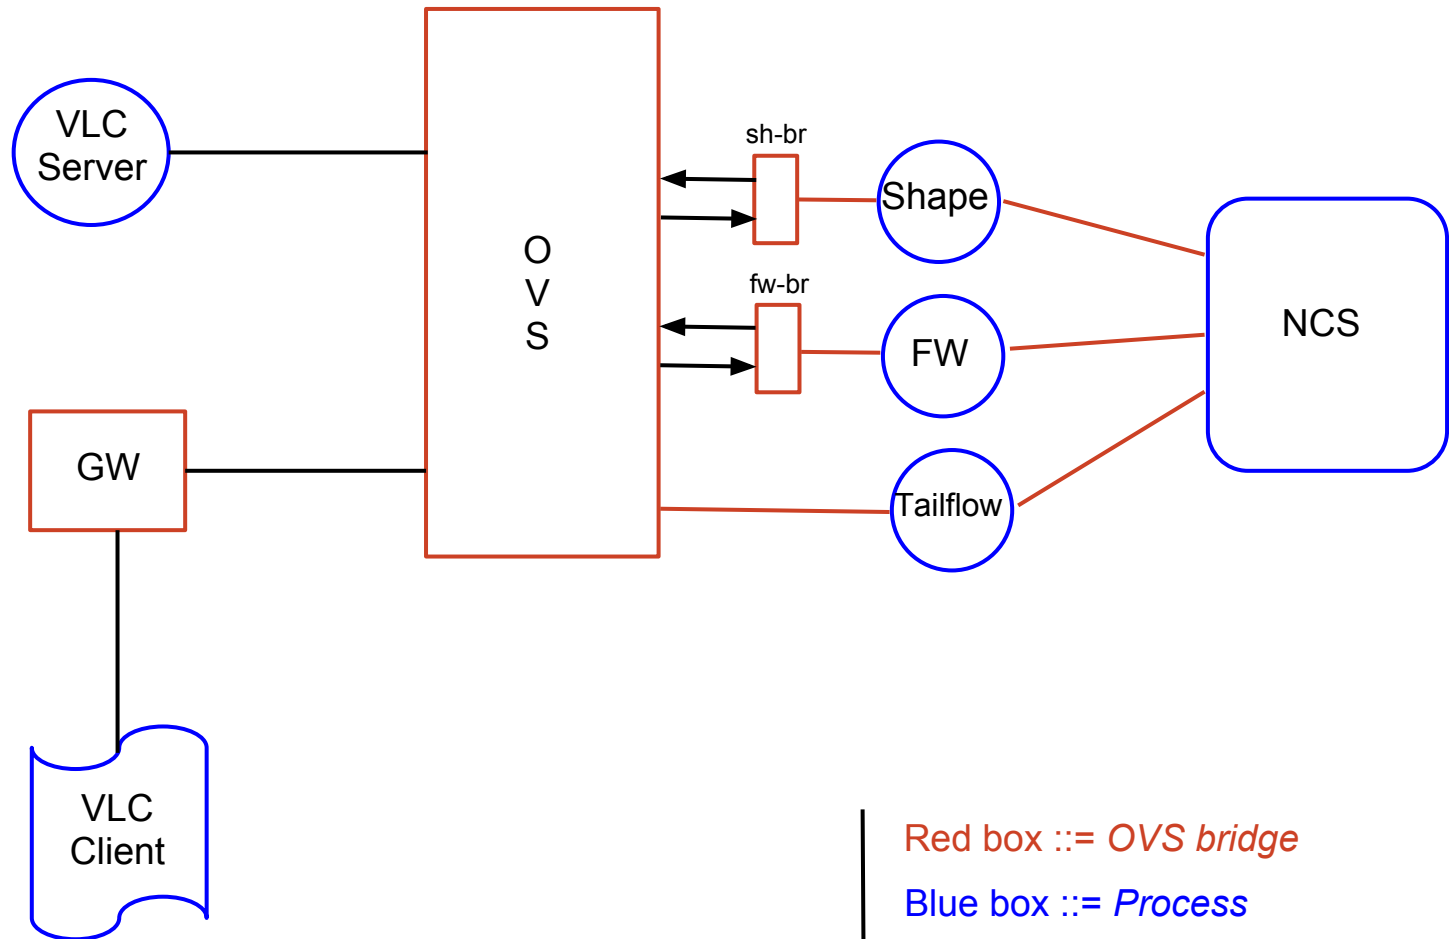 VLC
Server
O
V
S
sh-br
Shape
fw-br
FW
NCS
GW
Tailflow
VLC
Client
Red box ::= OVS bridge
Blue box ::= Process